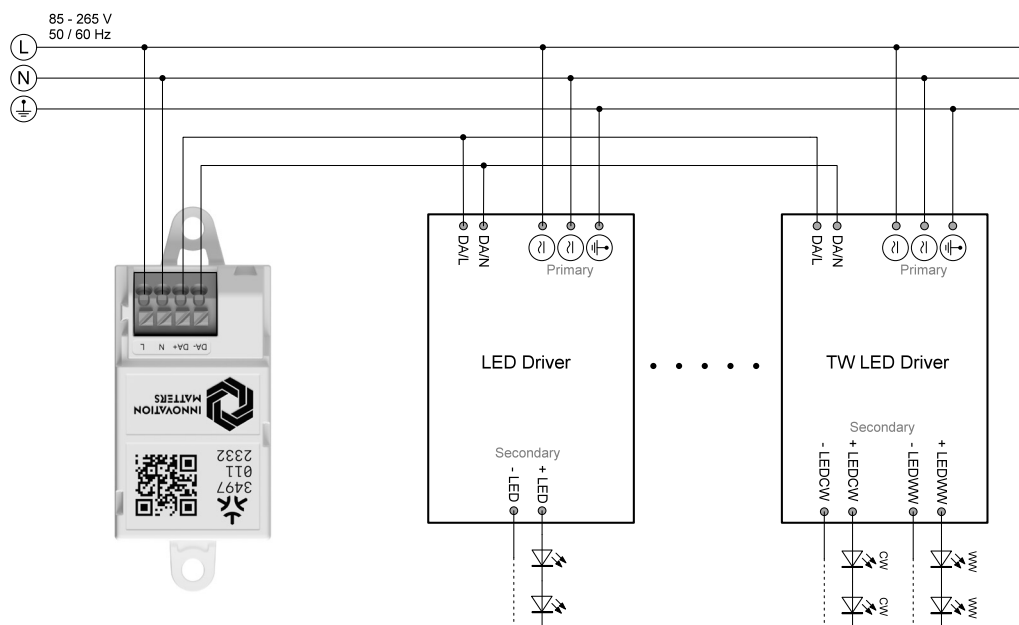 85 - 265 V
50 / 60 Hz
L
N
DA/L
DA/N
Primary
DA/L
DA/N
Primary
L N DA+ DA-
LED Driver
TW LED Driver
INNOVATION
MATTERS
Secondary
- LED
+ LED
Secondary
- LEDCW
+ LEDCW
- LEDWW
+ LEDWW
2332
011
3497
CW
WW
CW
WW